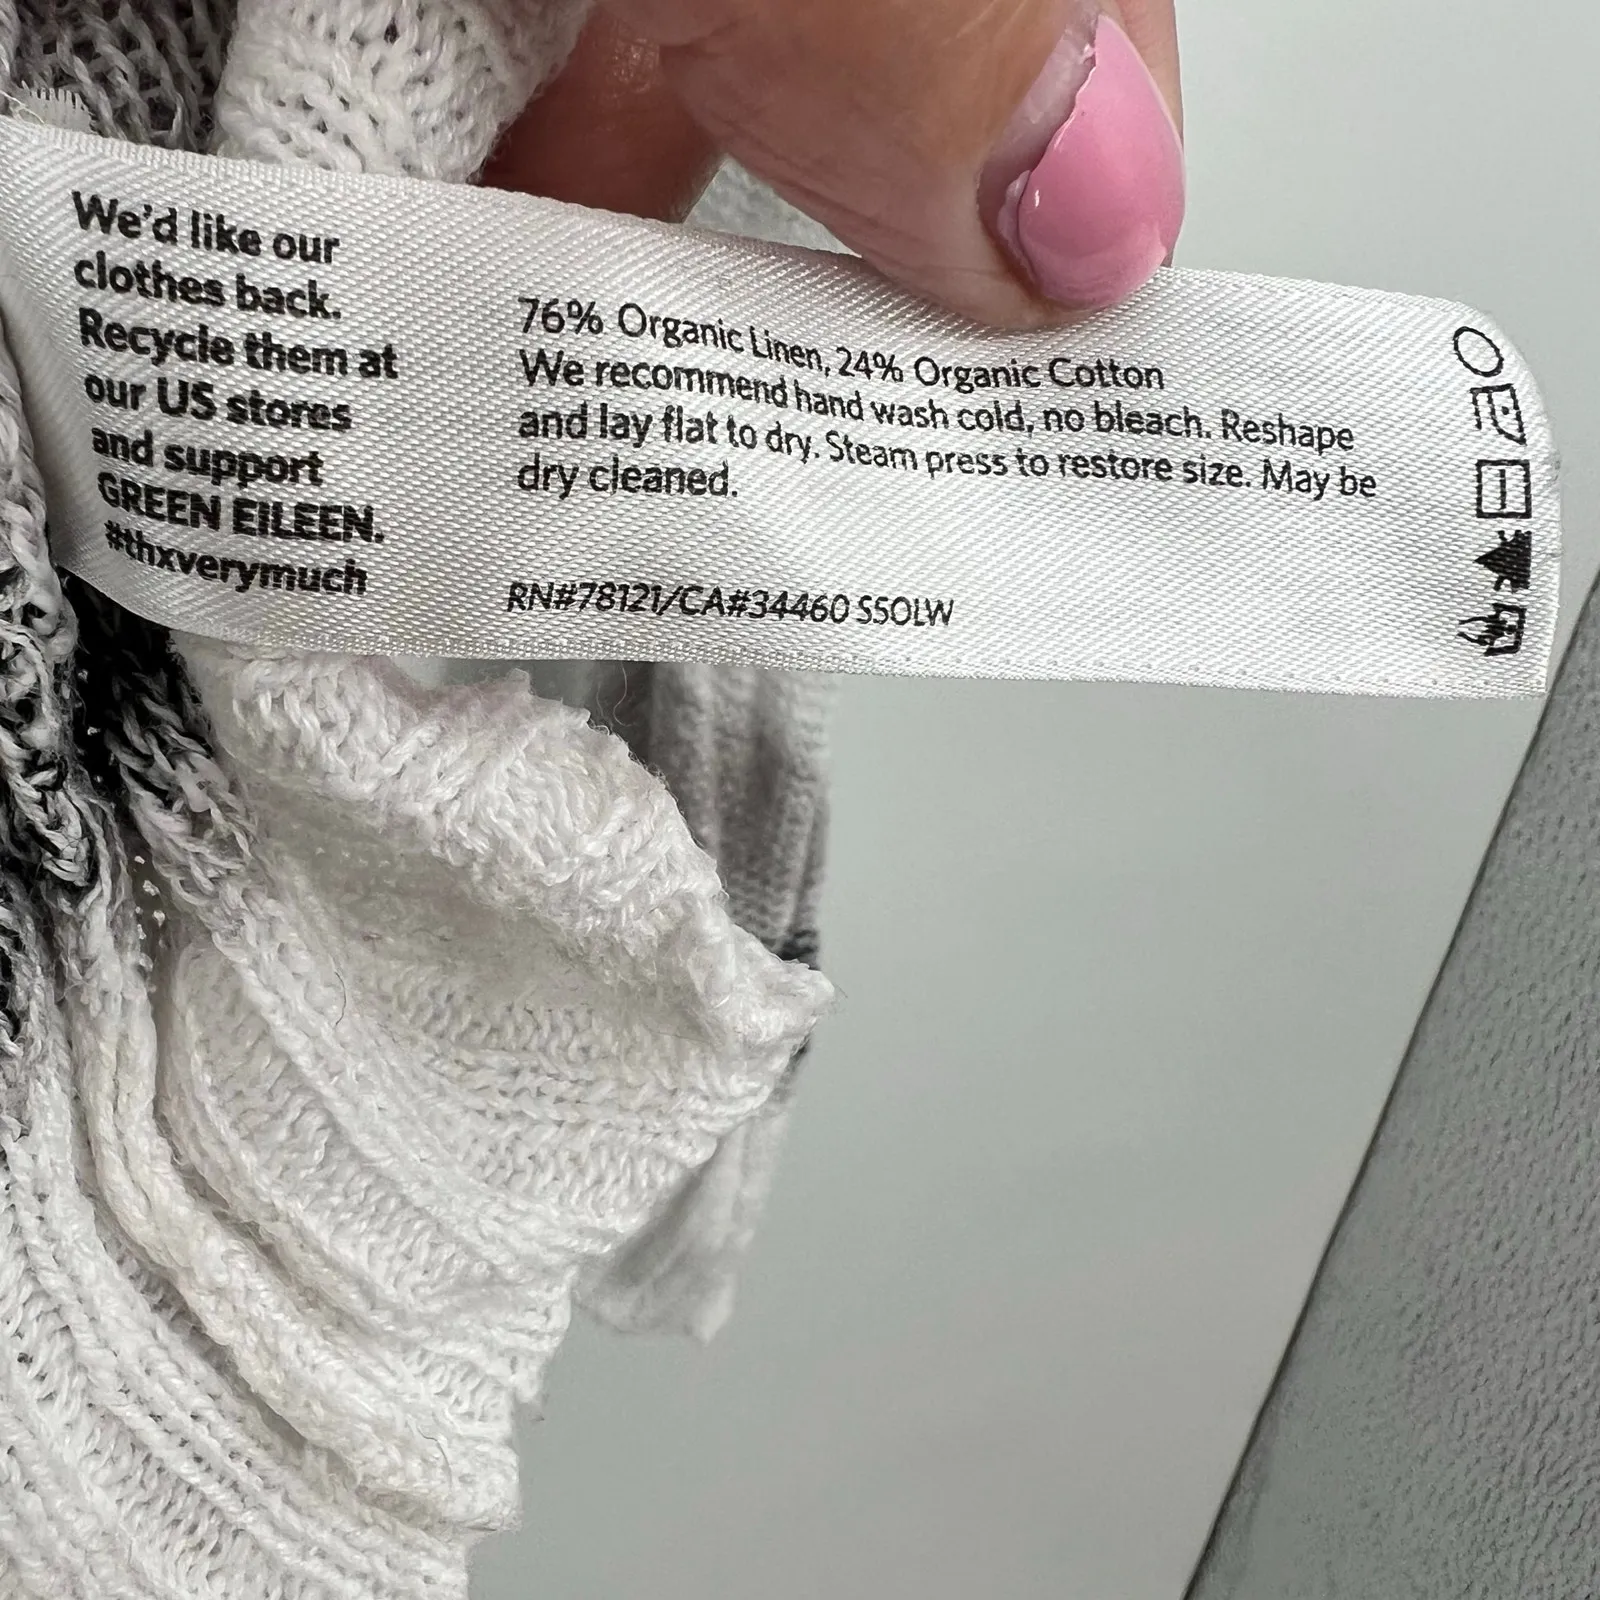 We'd like our
clothes back.
Recycle them at
our US stores
and support
GREEN EILEEN.
#thxverymuch
76% Organic Linen, 24% Organic Cotton
We recommend hand wash cold, no bleach. Reshape
and lay flat to dry. Steam press to restore size. May be
dry cleaned.
RN#78121/CA#34460 S5OLW